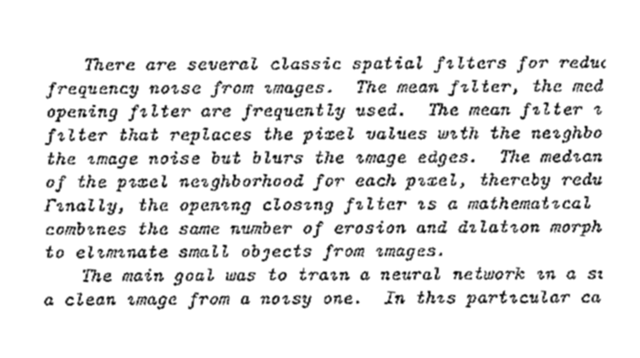 There are several classic spatial filters for reduc
frequency noise from images. The mean filter, the med
opening filter are frequently used. The mean filter i
filter that replaces the pixel values with the neighbo
the image noise but blurs the image edges. The median
of the pixel neighborhood for each pixel, thereby redu
Finally, the opening closing filter is a mathematical
combines the same number of erosion and dilation morph
to eliminate small objects from images.
The main goal was to train a neural network in a si
a clean image from a noisy one. In this particular ca